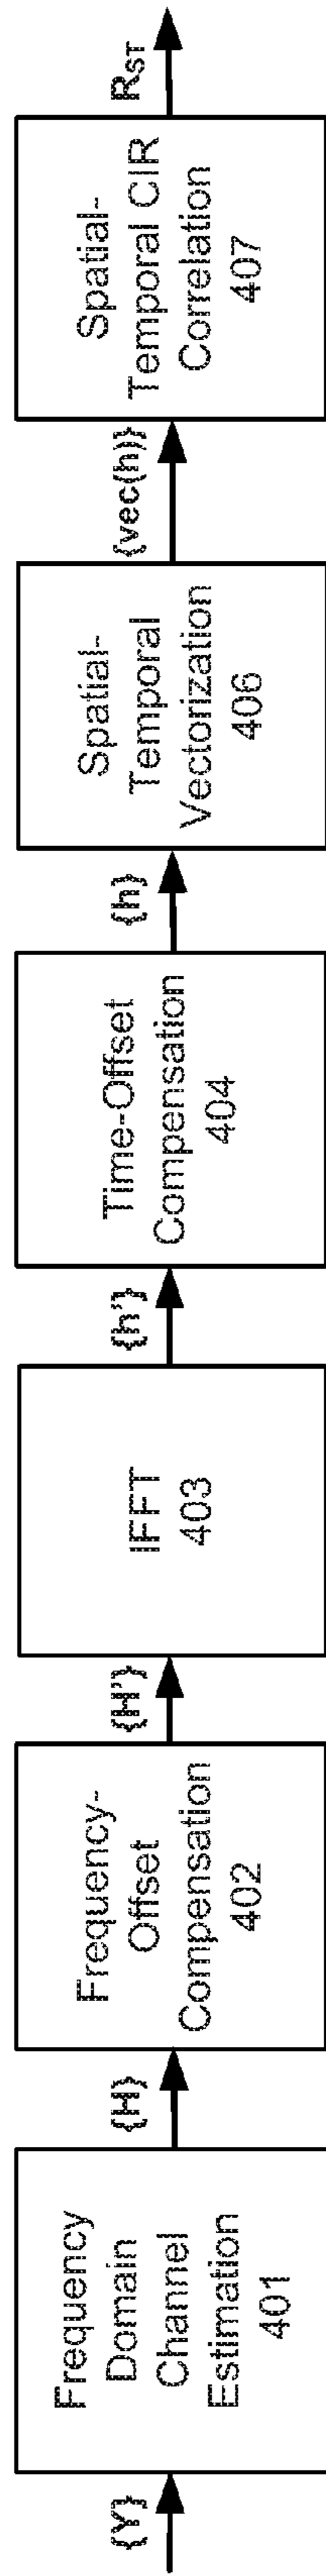 {Y}
Frequency
Domain
Channel
Estimation
401
{H}
Frequency-
Offset
Compensation
402
{H'}
IFFT
403
{h'}
Time-Offset
Compensation
404
{h}
Spatial-
Temporal
Vectorization
406
{vec(h)}
Spatial-
Temporal CIR
Correlation
407
RST